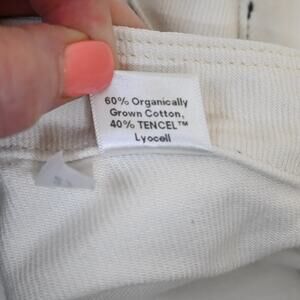 60% Organically
Grown Cotton,
40% TENCEL™
Lyocell